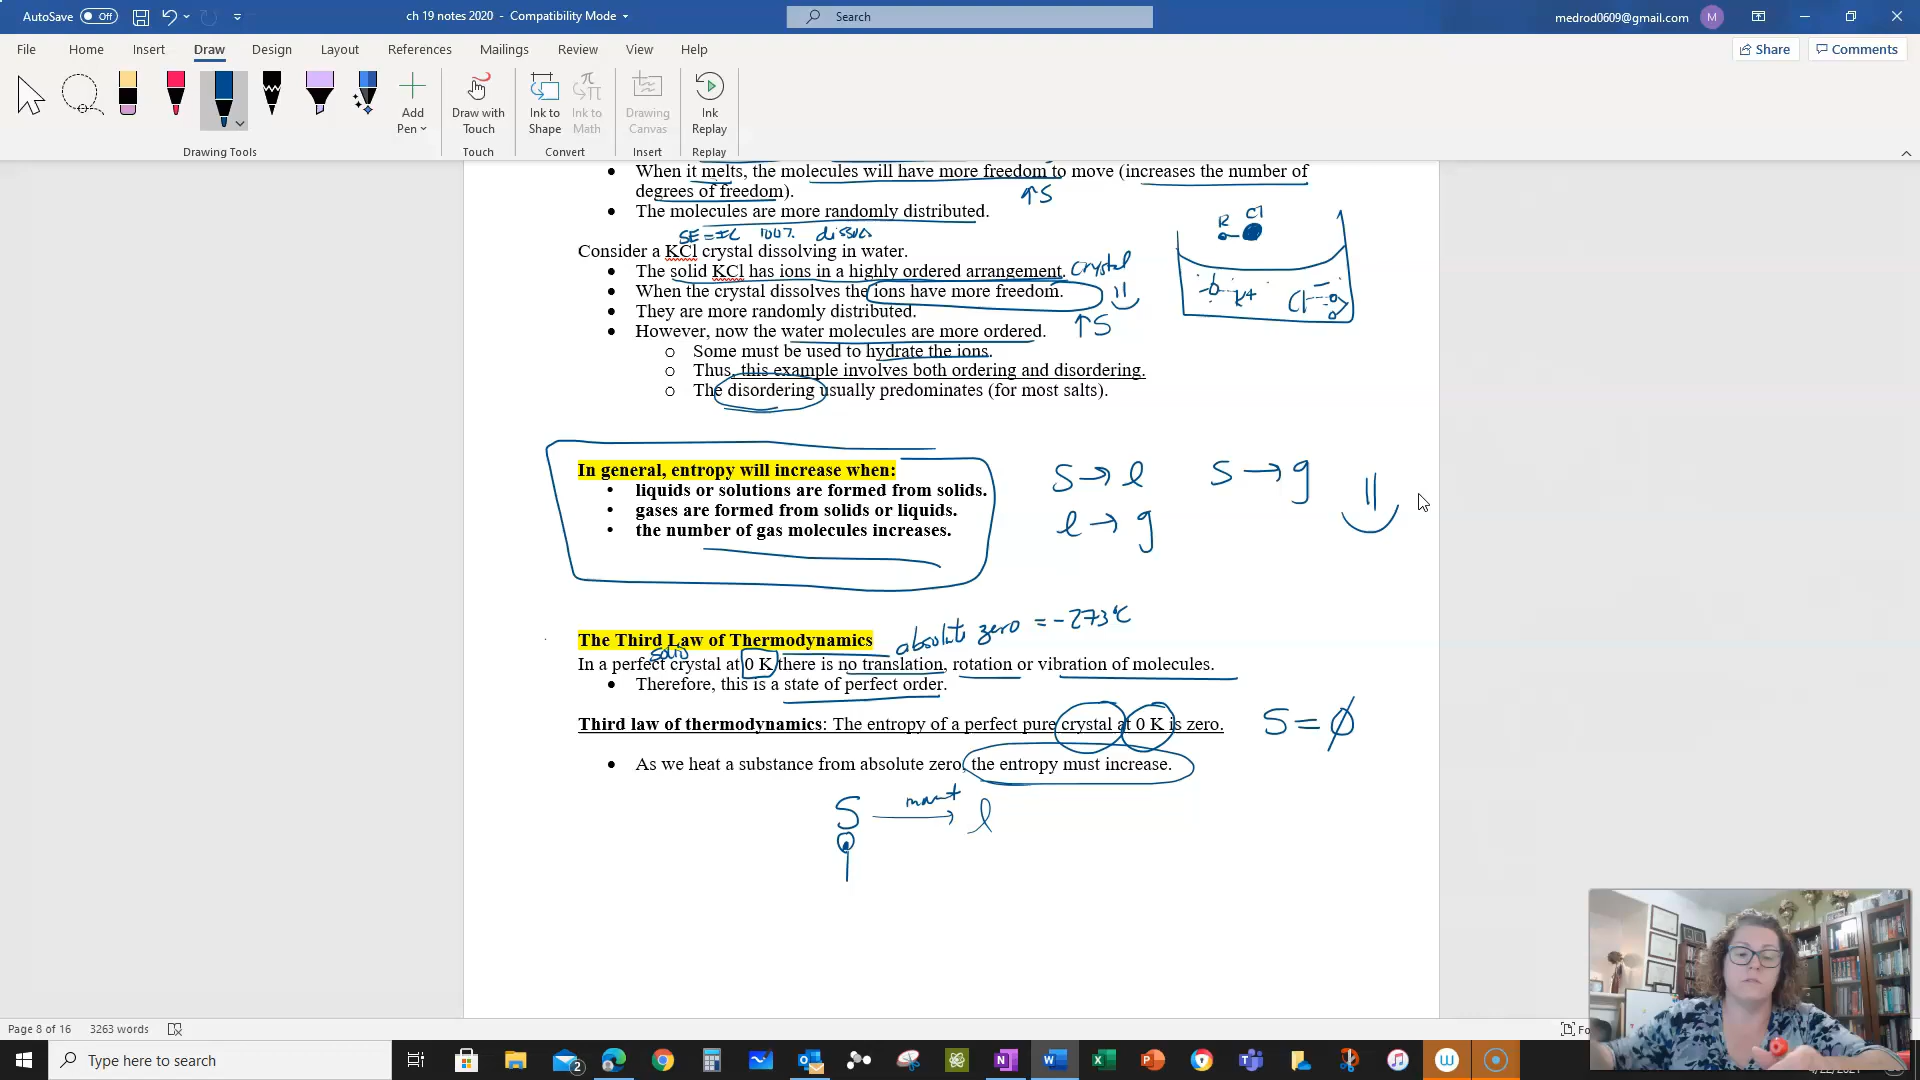 AutoSave Off ch 19 notes 2020 - Compatibility Mode Search medrod0609@gmail.com M
File Home Insert Draw Design Layout References Mailings Review View Help Share Comments
Add Pen Draw with Touch Ink to Shape Ink to Math Drawing Canvas Ink Replay
Drawing Tools Touch Convert Insert Replay
• When it melts, the molecules will have more freedom to move (increases the number of
degrees of freedom). ↑S
• The molecules are more randomly distributed.
100%
Consider a KCl crystal dissolving in water.
• The solid KCl has ions in a highly ordered arrangement. crystal
• When the crystal dissolves the ions have more freedom.
• They are more randomly distributed. ↑S
• However, now the water molecules are more ordered.
K+ Cl-
o Some must be used to hydrate the ions.
o Thus, this example involves both ordering and disordering.
o The disordering usually predominates (for most salts).
In general, entropy will increase when: S → l S → g
• liquids or solutions are formed from solids.
• gases are formed from solids or liquids. l → g
• the number of gas molecules increases.
The Third Law of Thermodynamics absolute zero = -273°C
solid
In a perfect crystal at 0 K there is no translation, rotation or vibration of molecules.
• Therefore, this is a state of perfect order.
Third law of thermodynamics: The entropy of a perfect pure crystal at 0 K is zero. S = ∅
• As we heat a substance from absolute zero, the entropy must increase.
S → l
Page 8 of 16 3263 words
Type here to search